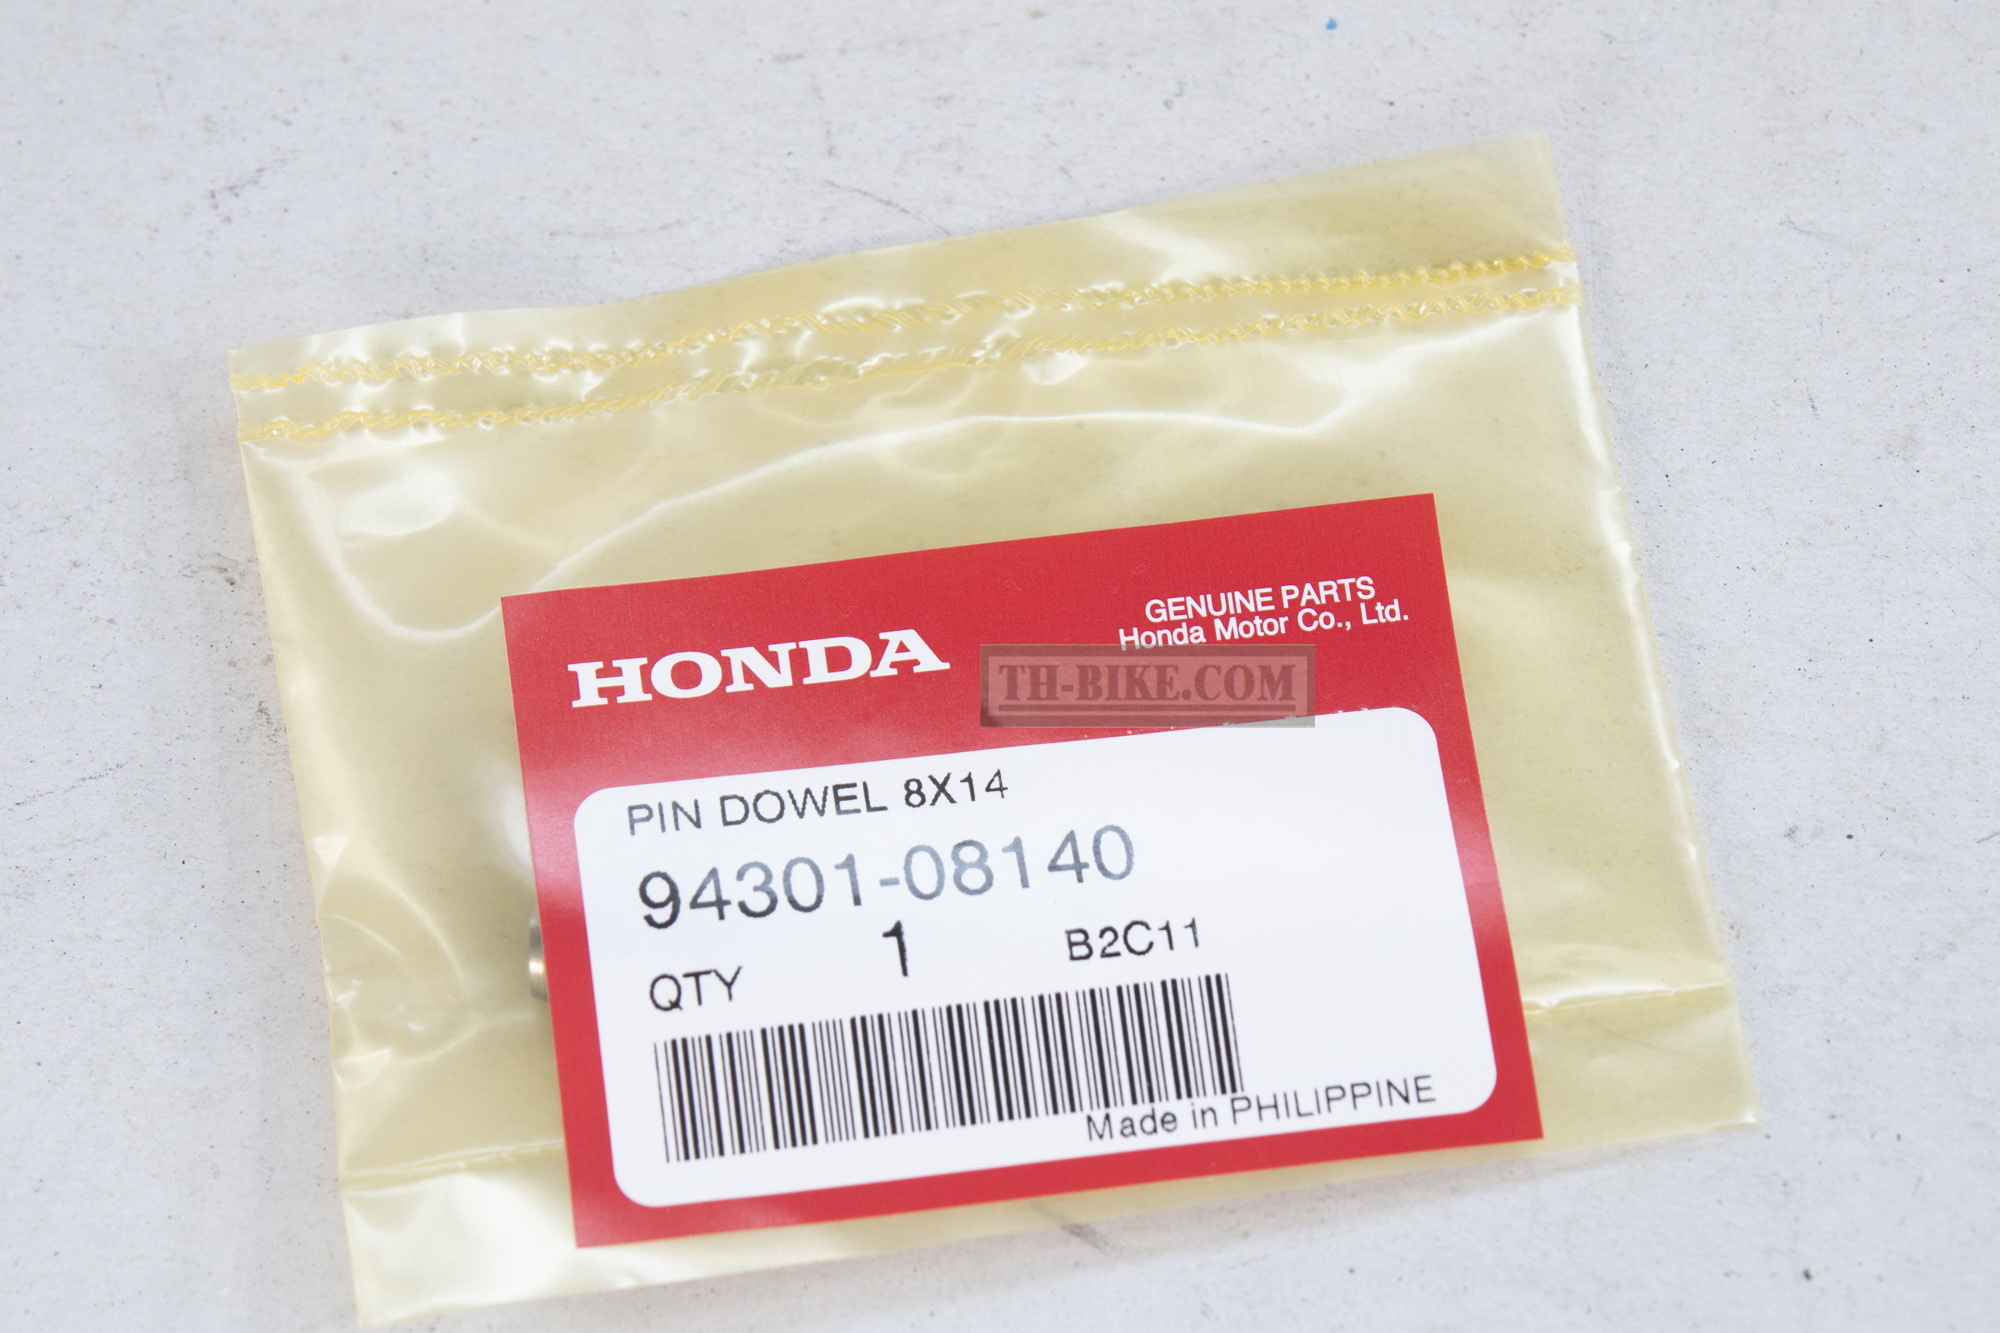 HONDA
GENUINE PARTS
Honda Motor Co., Ltd.
TH-BIKE.COM
PIN DOWEL 8X14
94301-08140
QTY 1 B2C11
Made in PHILIPPINE